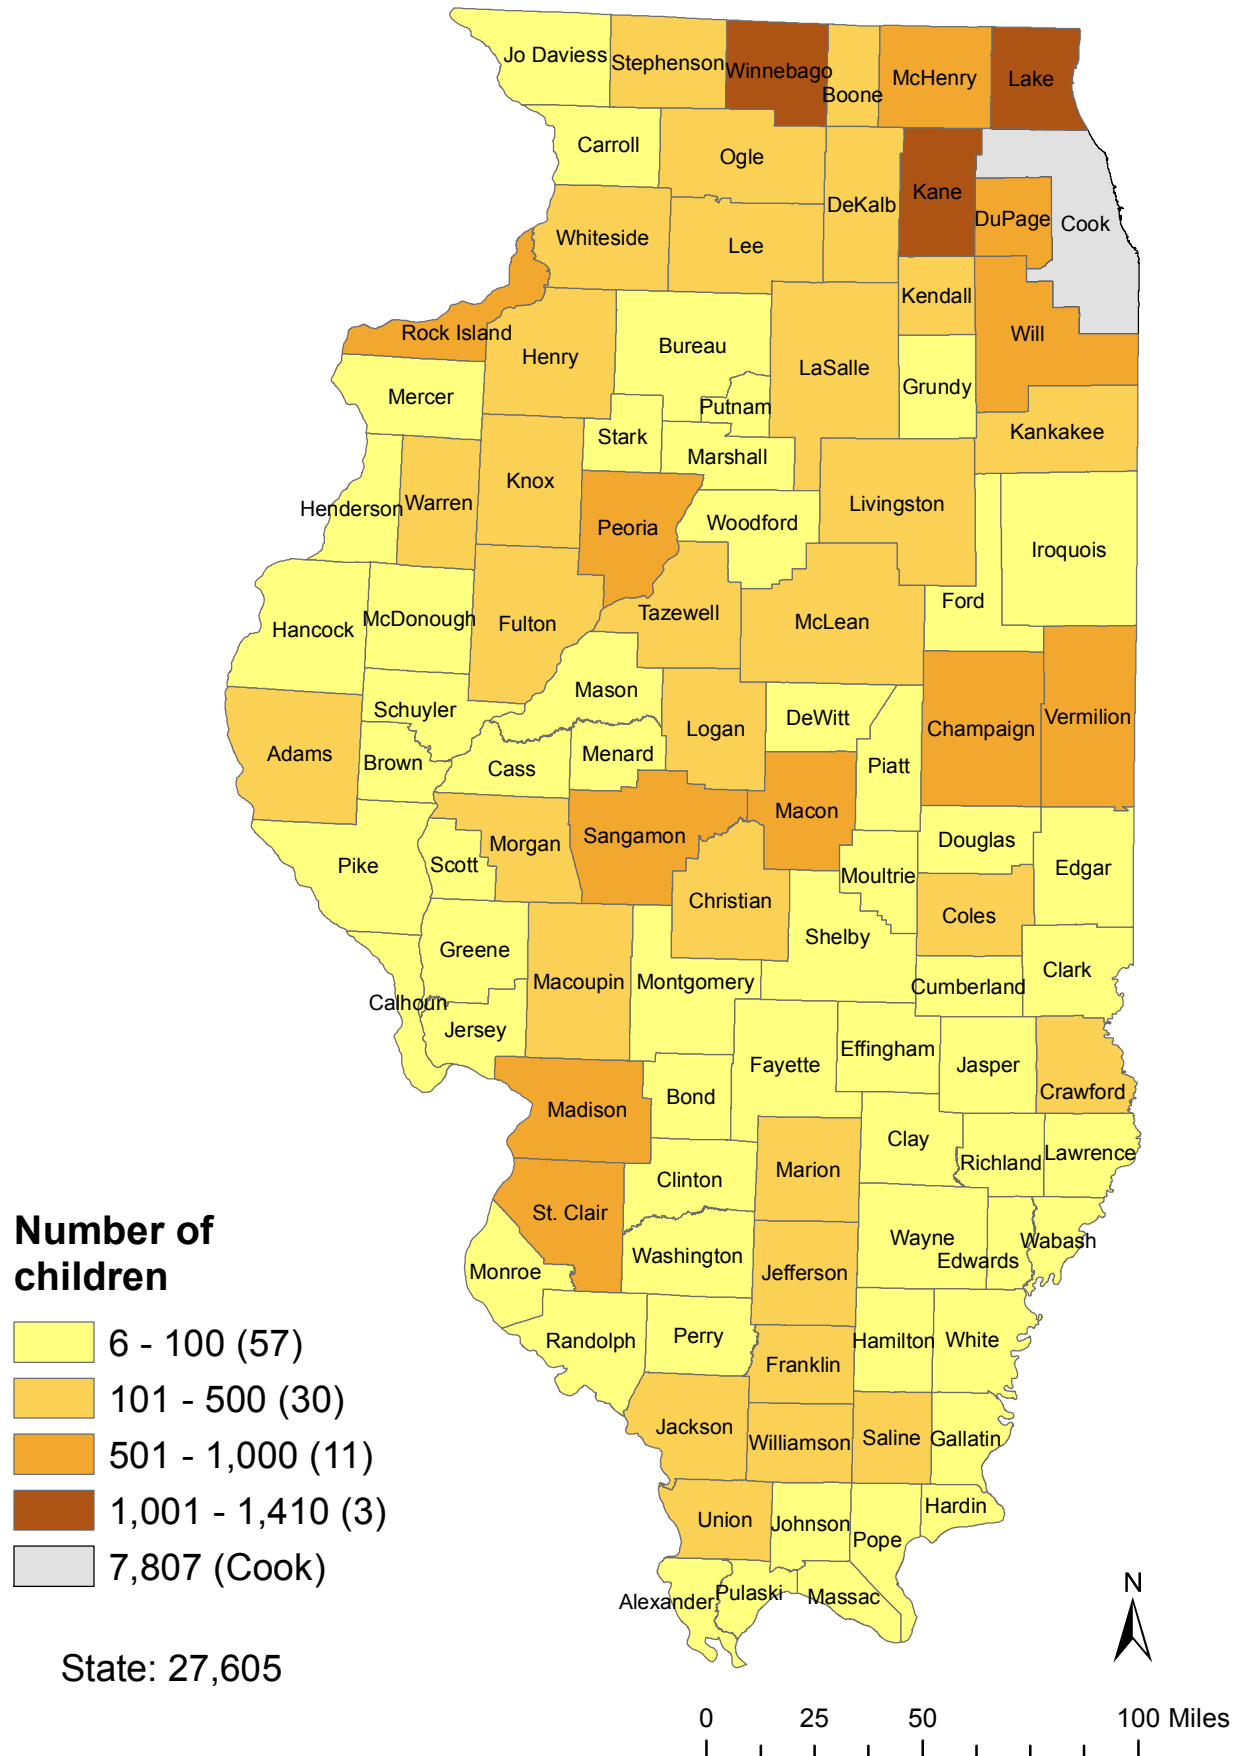 Jo Daviess
Stephenson
Winnebago
Boone
McHenry
Lake
Carroll
Ogle
DeKalb
Kane
DuPage
Cook
Whiteside
Lee
Kendall
Will
Rock Island
Henry
Bureau
LaSalle
Grundy
Mercer
Putnam
Kankakee
Stark
Marshall
Henderson
Warren
Knox
Peoria
Woodford
Livingston
Iroquois
Ford
Hancock
McDonough
Fulton
Tazewell
McLean
Mason
Schuyler
Logan
DeWitt
Champaign
Vermilion
Adams
Brown
Cass
Menard
Piatt
Macon
Sangamon
Morgan
Scott
Pike
Douglas
Edgar
Moultrie
Christian
Coles
Shelby
Greene
Macoupin
Montgomery
Cumberland
Clark
Calhoun
Jersey
Effingham
Fayette
Jasper
Crawford
Madison
Bond
Clay
Richland
Lawrence
Marion
Clinton
St. Clair
Washington
Wayne
Edwards
Wabash
Monroe
Jefferson
Randolph
Perry
Hamilton
White
Franklin
Jackson
Williamson
Saline
Gallatin
Union
Johnson
Pope
Hardin
Alexander
Pulaski
Massac
Number of
children
6 - 100 (57)
101 - 500 (30)
501 - 1,000 (11)
1,001 - 1,410 (3)
7,807 (Cook)
State: 27,605
N
0 25 50 100 Miles